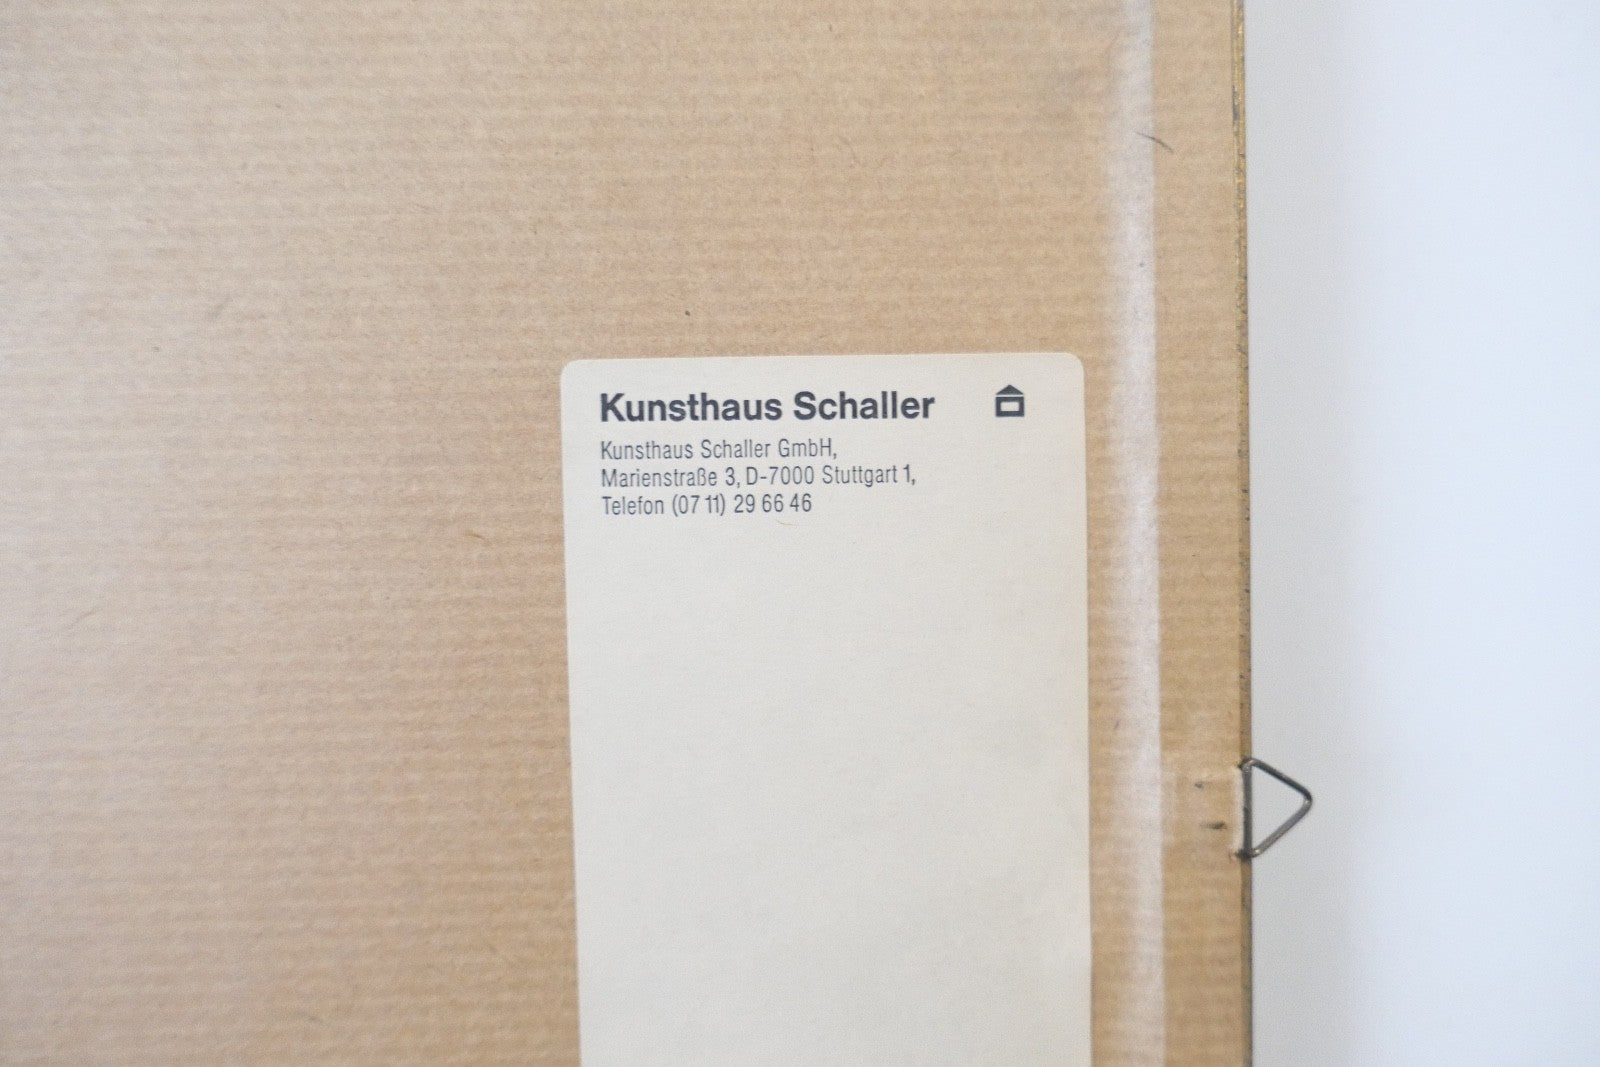 Kunsthaus Schaller
Kunsthaus Schaller GmbH,
Marienstraße 3, D-7000 Stuttgart 1,
Telefon (07 11) 29 66 46